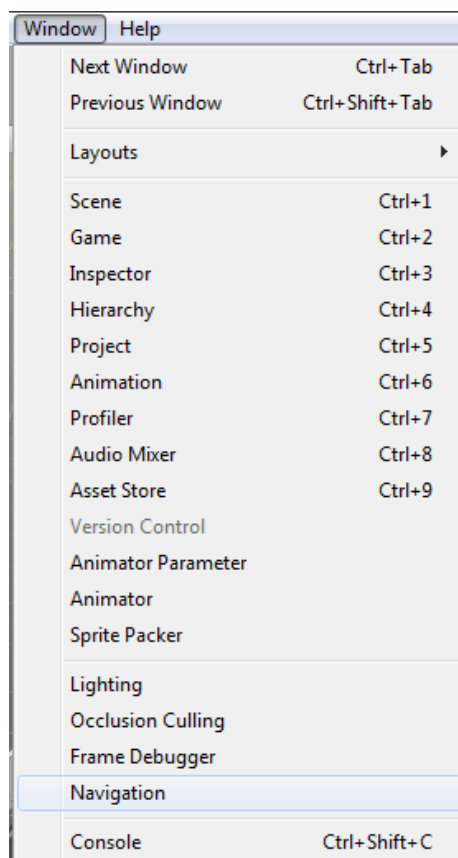 Window Help
Next Window Ctrl+Tab
Previous Window Ctrl+Shift+Tab
Layouts
Scene Ctrl+1
Game Ctrl+2
Inspector Ctrl+3
Hierarchy Ctrl+4
Project Ctrl+5
Animation Ctrl+6
Profiler Ctrl+7
Audio Mixer Ctrl+8
Asset Store Ctrl+9
Version Control
Animator Parameter
Animator
Sprite Packer
Lighting
Occlusion Culling
Frame Debugger
Navigation
Console Ctrl+Shift+C